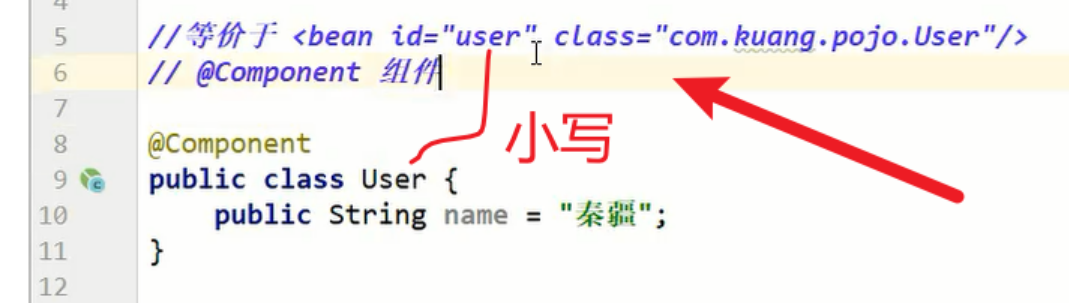 4
5 //等价于 <bean id="user" class="com.kuang.pojo.User"/>
6 // @Component 组件
7
小写
8 @Component
9 public class User {
10 public String name = "秦疆";
11 }
12